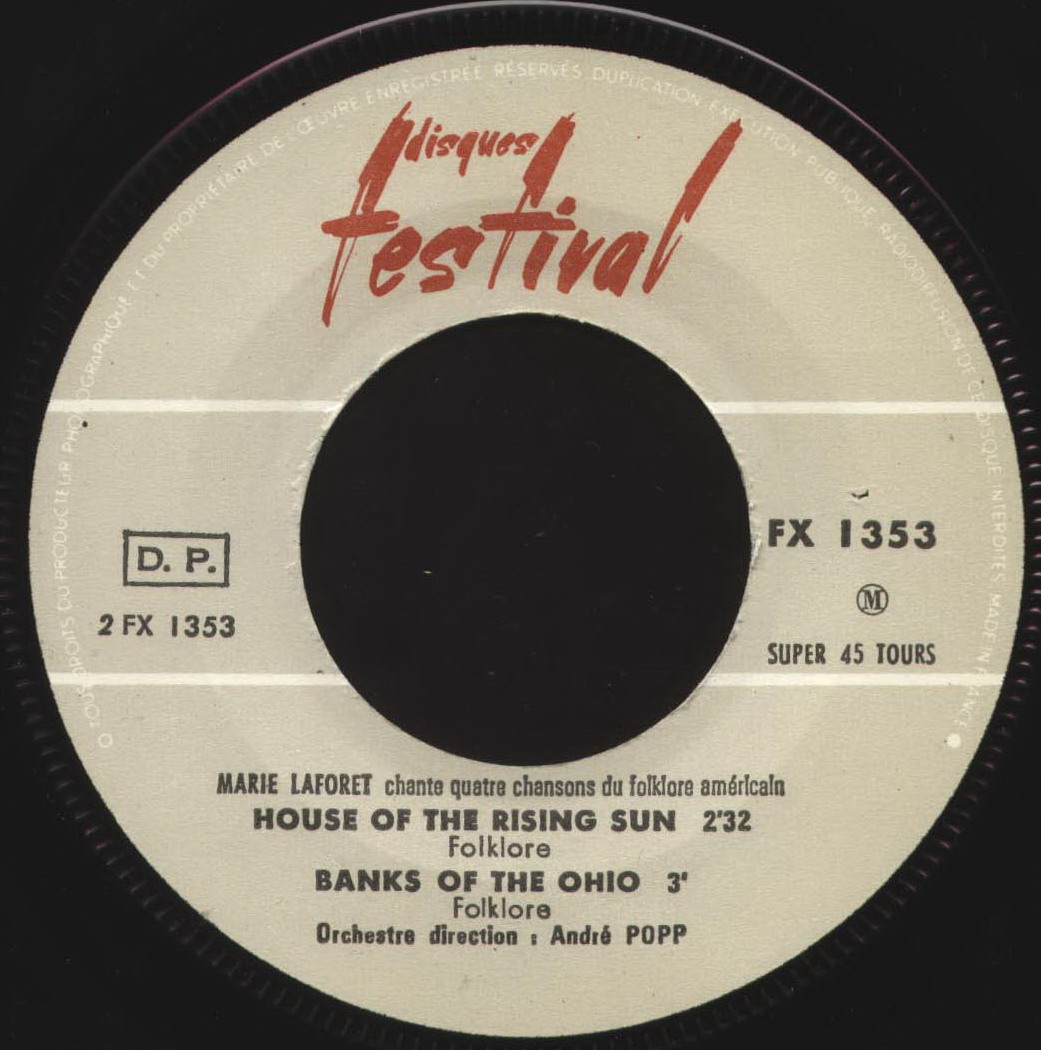 TOUS DROITS DU PRODUCTEUR PHONOGRAPHIQUE ET DU PROPRIÉTAIRE DE L'ŒUVRE ENREGISTRÉE RÉSERVÉS DUPLICATION EXÉCUTION PUBLIQUE RADIODIFFUSION DE CE DISQUE INTERDITES MADE IN FRANCE
disques
festival
D. P.
2 FX 1353
FX 1353
M
SUPER 45 TOURS
MARIE LAFORET chante quatre chansons du folklore américain
HOUSE OF THE RISING SUN 2'32
Folklore
BANKS OF THE OHIO 3'
Folklore
Orchestre direction : André POPP